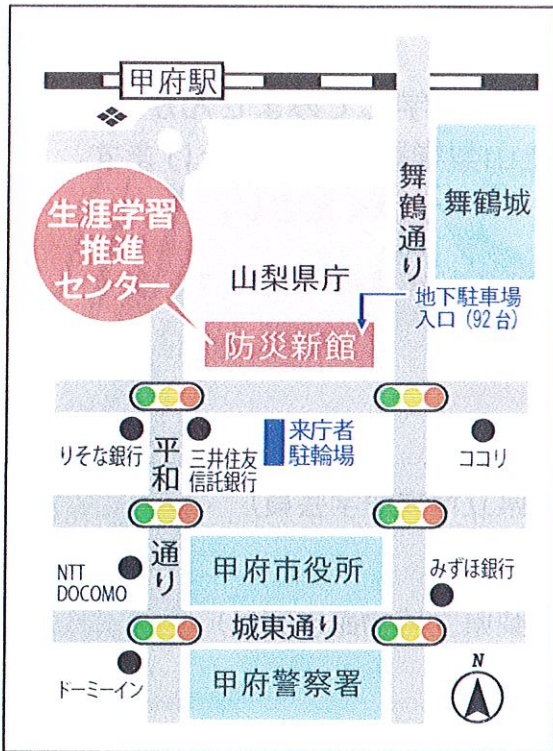 甲府駅
舞鶴通り
舞鶴城
生涯学習
推進
センター
山梨県庁
地下駐車場
入口（92台）
防災新館
りそな銀行
平和通り
三井住友
信託銀行
来庁者
駐輪場
ココリ
NTT
DOCOMO
甲府市役所
みずほ銀行
城東通り
ドーミーイン
甲府警察署
N